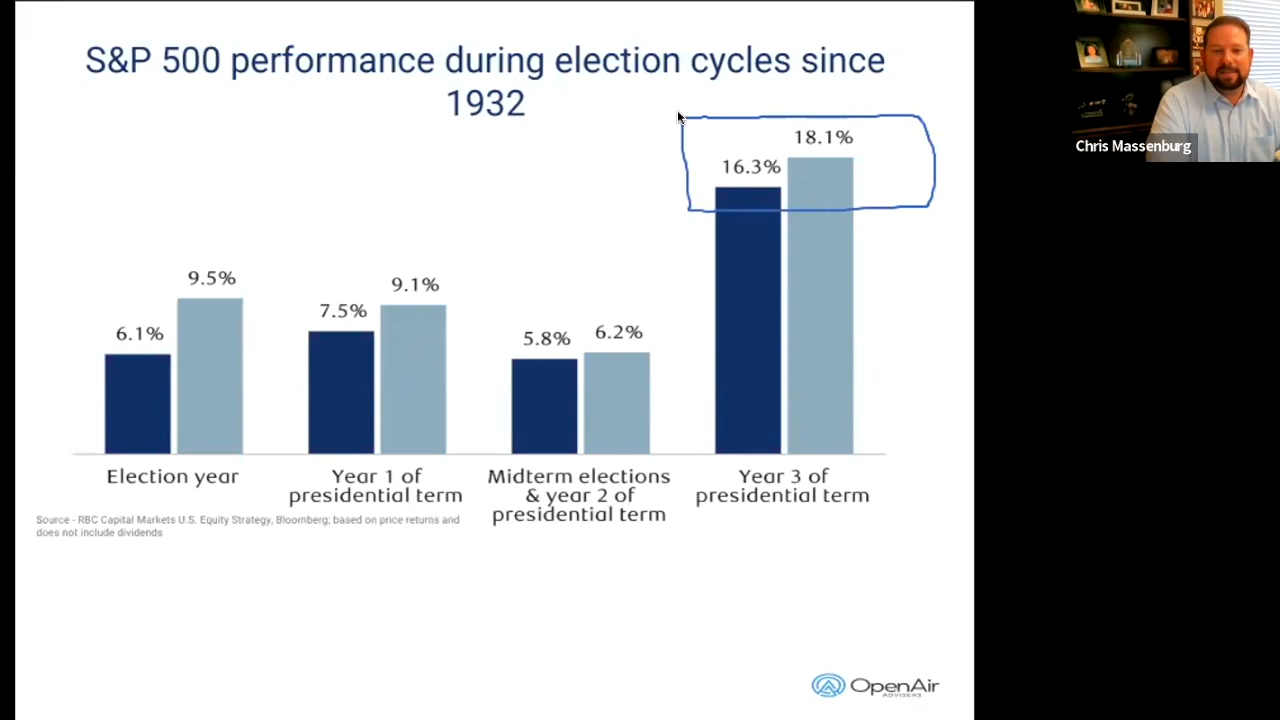 S&P 500 performance during election cycles since
1932
Chris Massenburg
6.1%
9.5%
7.5%
9.1%
5.8%
6.2%
16.3%
18.1%
Election year
Year 1 of
presidential term
Midterm elections
& year 2 of
presidential term
Year 3 of
presidential term
Source - RBC Capital Markets U.S. Equity Strategy, Bloomberg; based on price returns and
does not include dividends
OpenAir
ADVISERS